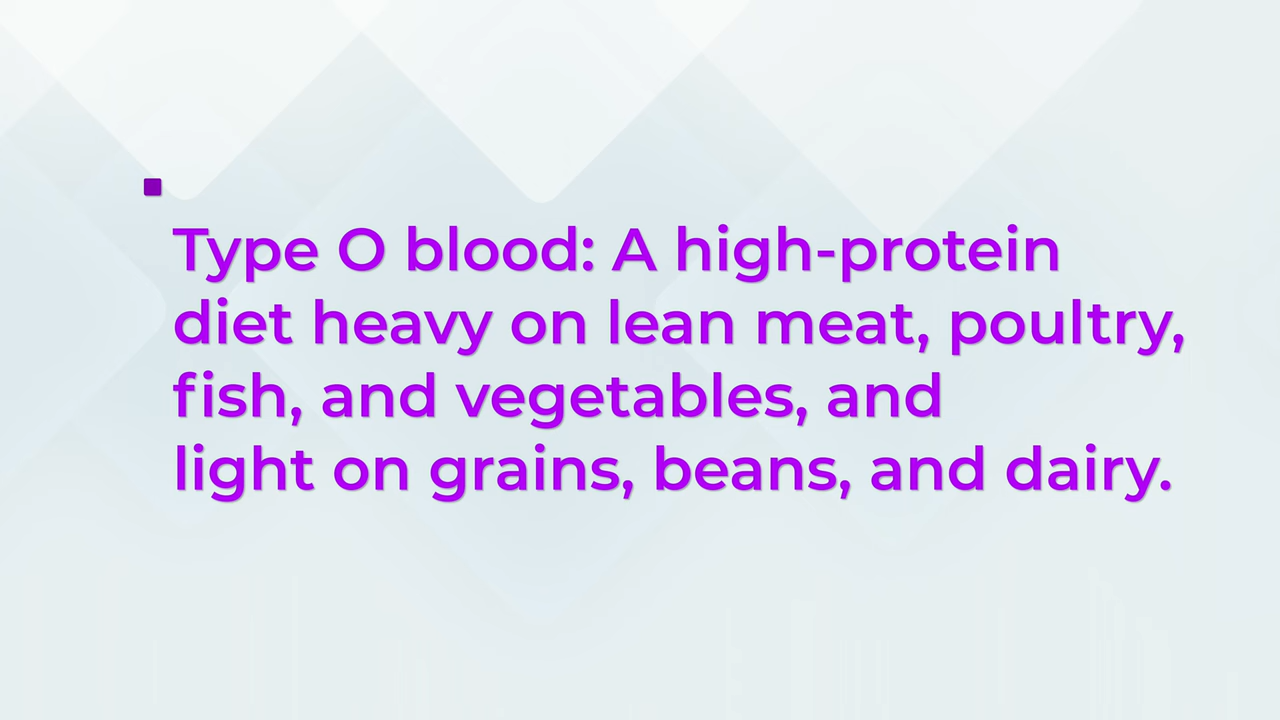 Type O blood: A high-protein
diet heavy on lean meat, poultry,
fish, and vegetables, and
light on grains, beans, and dairy.